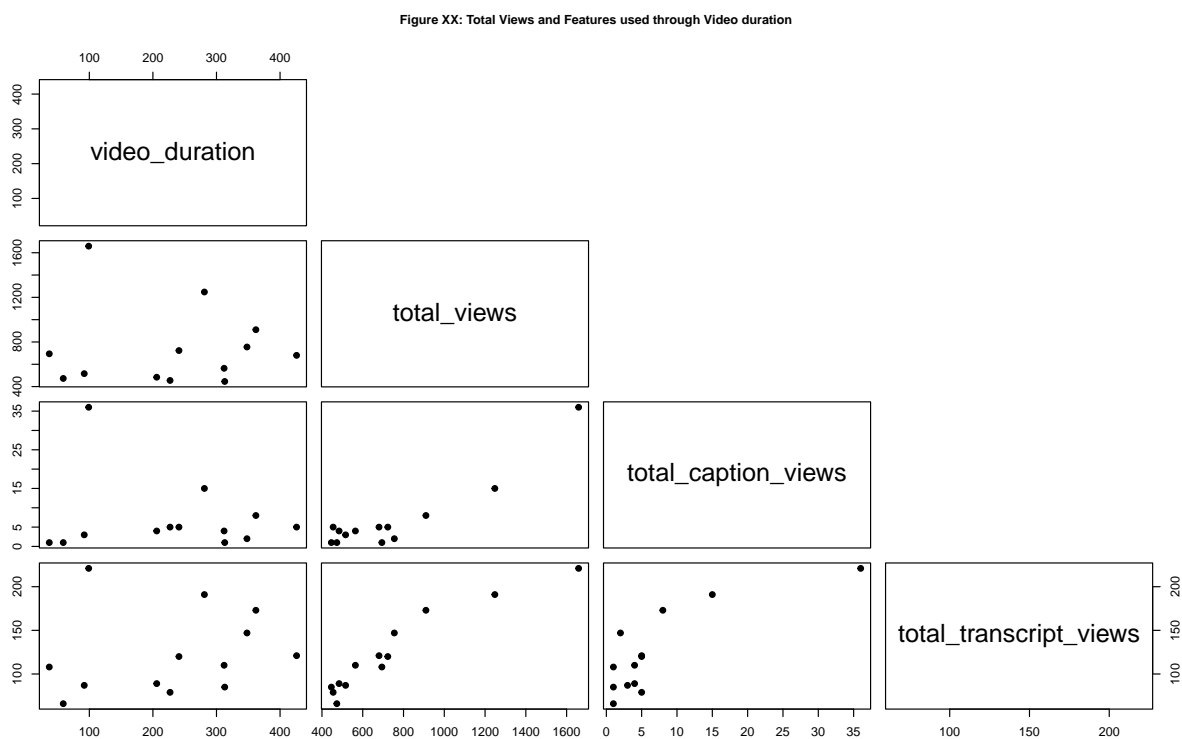 Figure XX: Total Views and Features used through Video duration
100 200 300 400
400
300
200
100
video_duration
1600
1200
800
400
total_views
35
25
15
5
0
total_caption_views
200
150
100
total_transcript_views
200
150
100
100 200 300 400
400 600 800 1000 1200 1400 1600
0 5 10 15 20 25 30 35
100 150 200